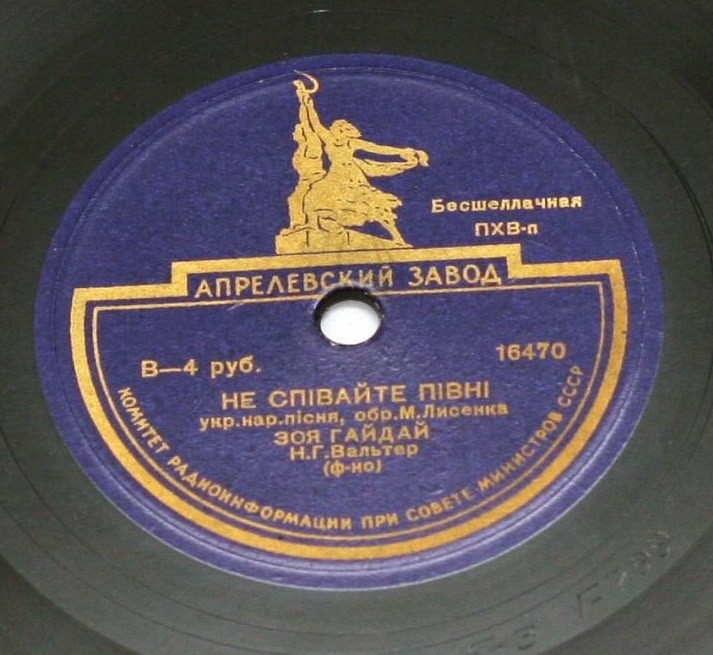 Бесшеллачная
ПХВ-п
АПРЕЛЕВСКИЙ ЗАВОД
В—4 руб.
16470
НЕ СПІВАЙТЕ ПІВНІ
укр.нар.пісня, обр.М.Лисенка
ЗОЯ ГАЙДАЙ
Н.Г.Вальтер
(ф-но)
КОМИТЕТ РАДИОИНФОРМАЦИИ ПРИ СОВЕТЕ МИНИСТРОВ СССР